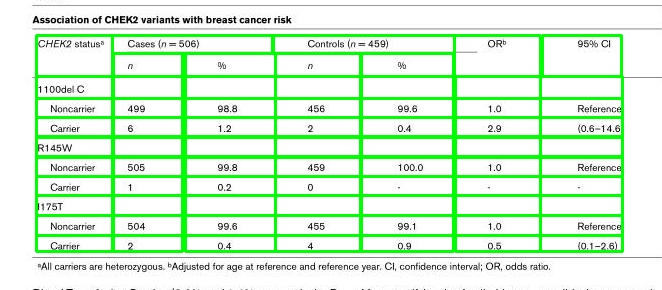 Association of CHEK2 variants with breast cancer risk
CHEK2 statusᵃ Cases (n = 506) Controls (n = 459) ORᵇ 95% CI
n % n %
1100del C
Noncarrier 499 98.8 456 99.6 1.0 Reference
Carrier 6 1.2 2 0.4 2.9 (0.6–14.6
R145W
Noncarrier 505 99.8 459 100.0 1.0 Reference
Carrier 1 0.2 0 - - -
I175T
Noncarrier 504 99.6 455 99.1 1.0 Reference
Carrier 2 0.4 4 0.9 0.5 (0.1–2.6)
ᵃAll carriers are heterozygous. ᵇAdjusted for age at reference and reference year. CI, confidence interval; OR, odds ratio.